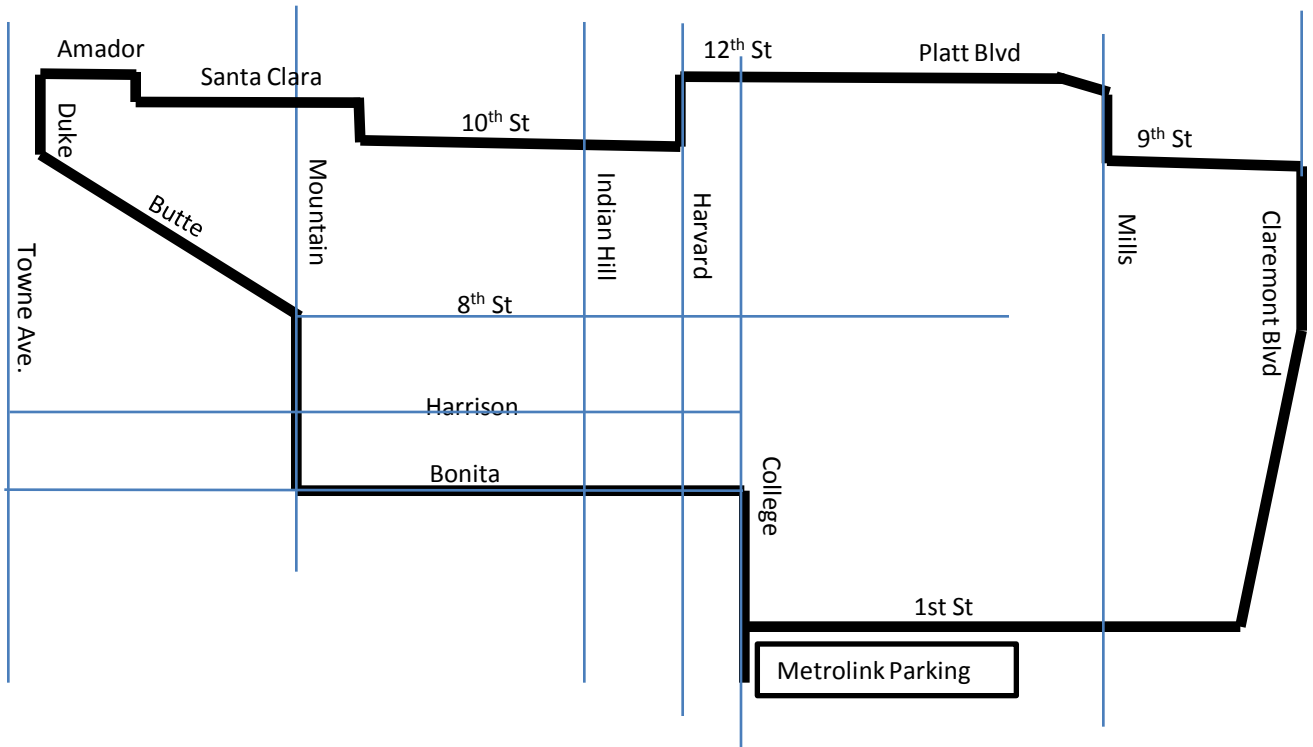 Amador
Santa Clara
12th St
Platt Blvd
10th St
9th St
Duke
Butte
Mountain
Indian Hill
Harvard
Mills
Claremont Blvd
Towne Ave.
8th St
Harrison
Bonita
College
1st St
Metrolink Parking